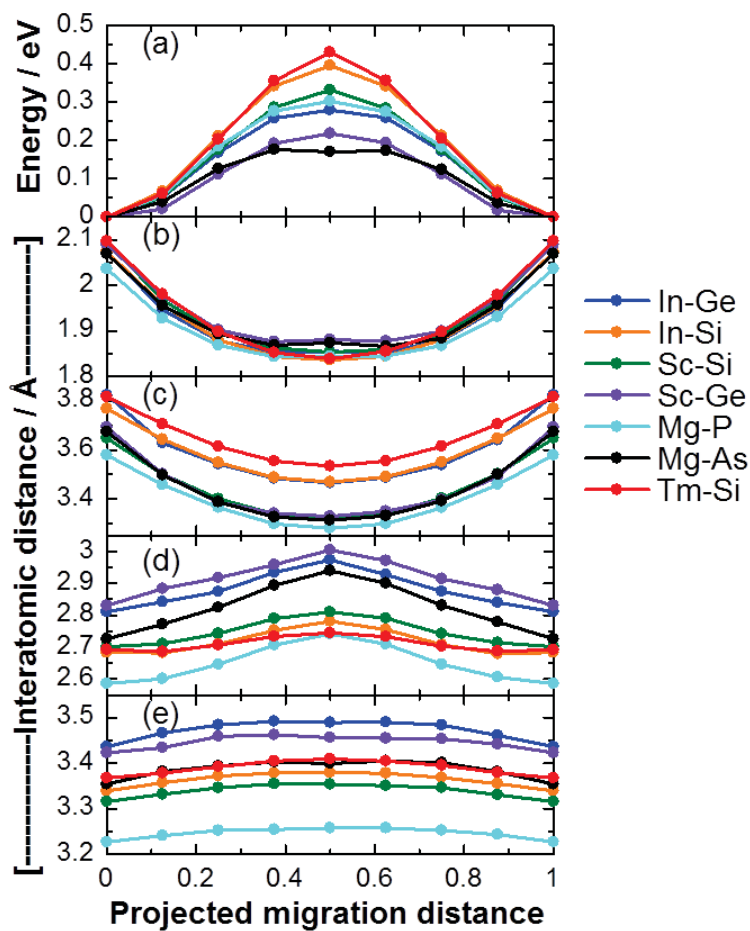 Energy / eV
0.5
0.4
0.3
0.2
0.1
0
(a)
[----------Interatomic distance / Å-----------]
2.1
2
1.9
1.8
(b)
3.8
3.6
3.4
(c)
3
2.9
2.8
2.7
2.6
(d)
3.5
3.4
3.3
3.2
(e)
0 0.2 0.4 0.6 0.8 1
Projected migration distance
In-Ge
In-Si
Sc-Si
Sc-Ge
Mg-P
Mg-As
Tm-Si